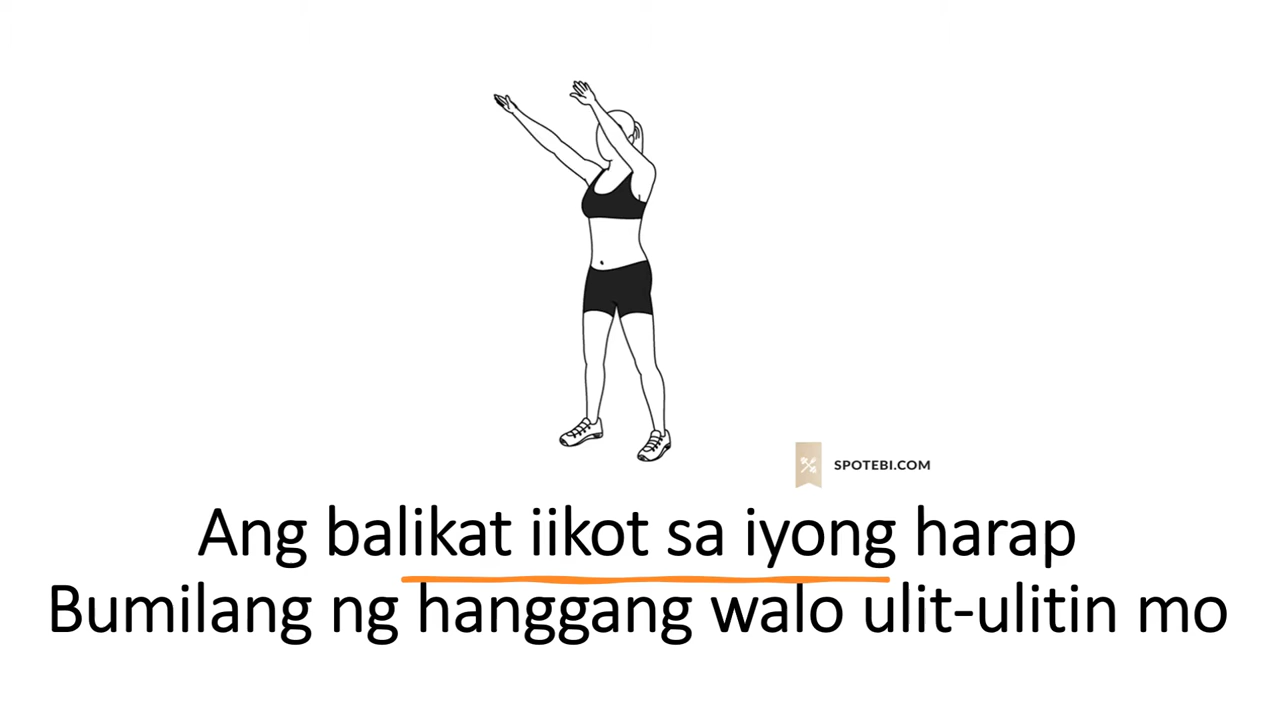 SPOTEBI.COM
Ang balikat iikot sa iyong harap
Bumilang ng hanggang walo ulit-ulitin mo